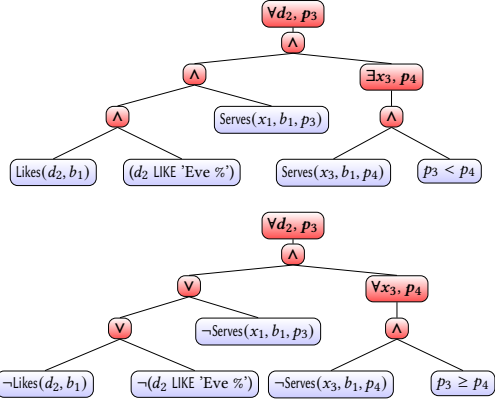 ∀d₂, p₃
∧
∧ ∃x₃, p₄
∧ Serves(x₁, b₁, p₃) ∧
Likes(d₂, b₁) (d₂ LIKE 'Eve %') Serves(x₃, b₁, p₄) p₃ < p₄
∀d₂, p₃
∧
∨ ∀x₃, p₄
∨ ¬Serves(x₁, b₁, p₃) ∧
¬Likes(d₂, b₁) ¬(d₂ LIKE 'Eve %') ¬Serves(x₃, b₁, p₄) p₃ ≥ p₄